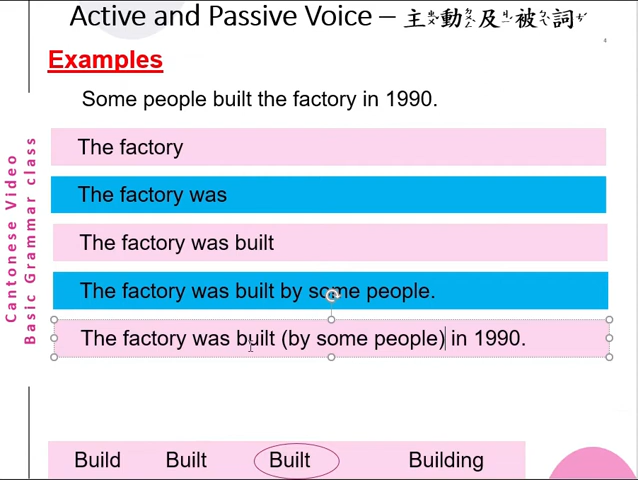 Active and Passive Voice – 主動及被詞
Examples
Some people built the factory in 1990.
The factory
The factory was
The factory was built
The factory was built by some people.
The factory was built (by some people) in 1990.
Build Built Built Building
Cantonese Video
Basic Grammar class